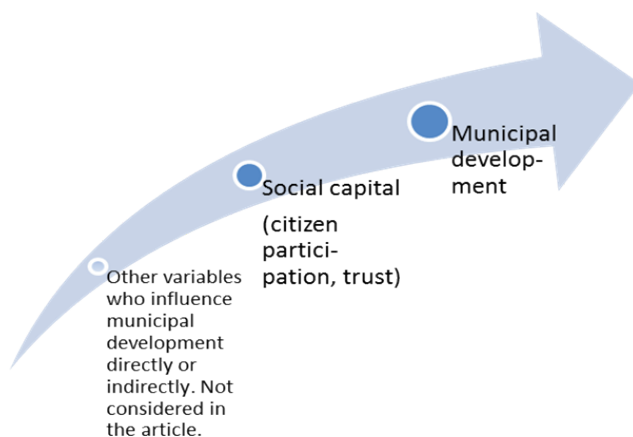 Municipal
develop-
ment
Social capital
(citizen
partici-
pation, trust)
Other variables
who influence
municipal
development
directly or
indirectly. Not
considered in
the article.